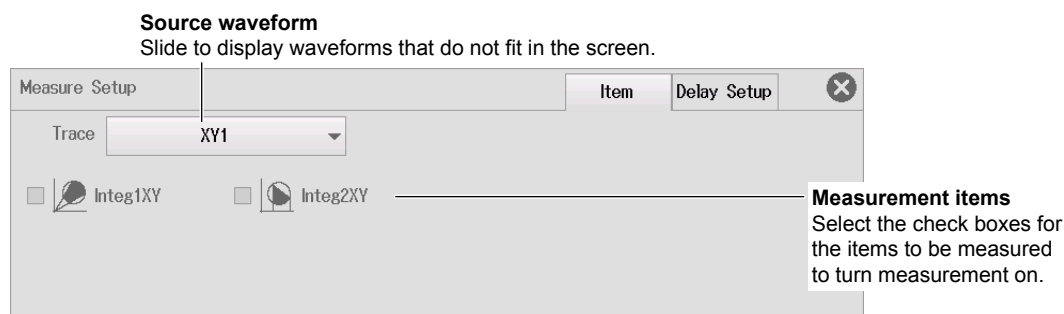 Source waveform
Slide to display waveforms that do not fit in the screen.
Measure Setup
Item
Delay Setup
Trace
XY1
Integ1XY
Integ2XY
Measurement items
Select the check boxes for
the items to be measured
to turn measurement on.